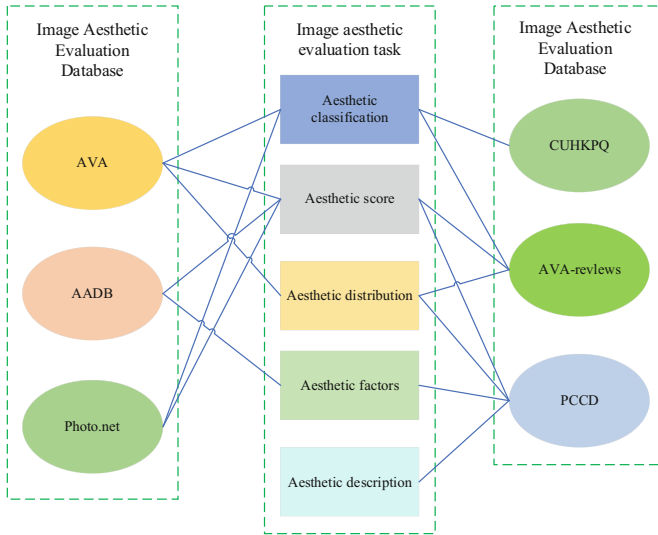 Image Aesthetic
Evaluation
Database
AVA
AADB
Photo.net
Image aesthetic
evaluation task
Aesthetic
classification
Aesthetic score
Aesthetic distribution
Aesthetic factors
Aesthetic description
Image Aesthetic
Evaluation
Database
CUHKPQ
AVA-revlews
PCCD